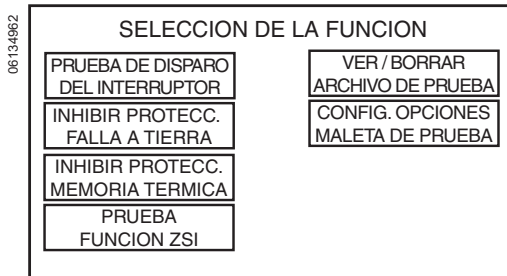 06134962
SELECCION DE LA FUNCION
PRUEBA DE DISPARO
DEL INTERRUPTOR
INHIBIR PROTECC.
FALLA A TIERRA
INHIBIR PROTECC.
MEMORIA TERMICA
PRUEBA
FUNCION ZSI
VER / BORRAR
ARCHIVO DE PRUEBA
CONFIG. OPCIONES
MALETA DE PRUEBA